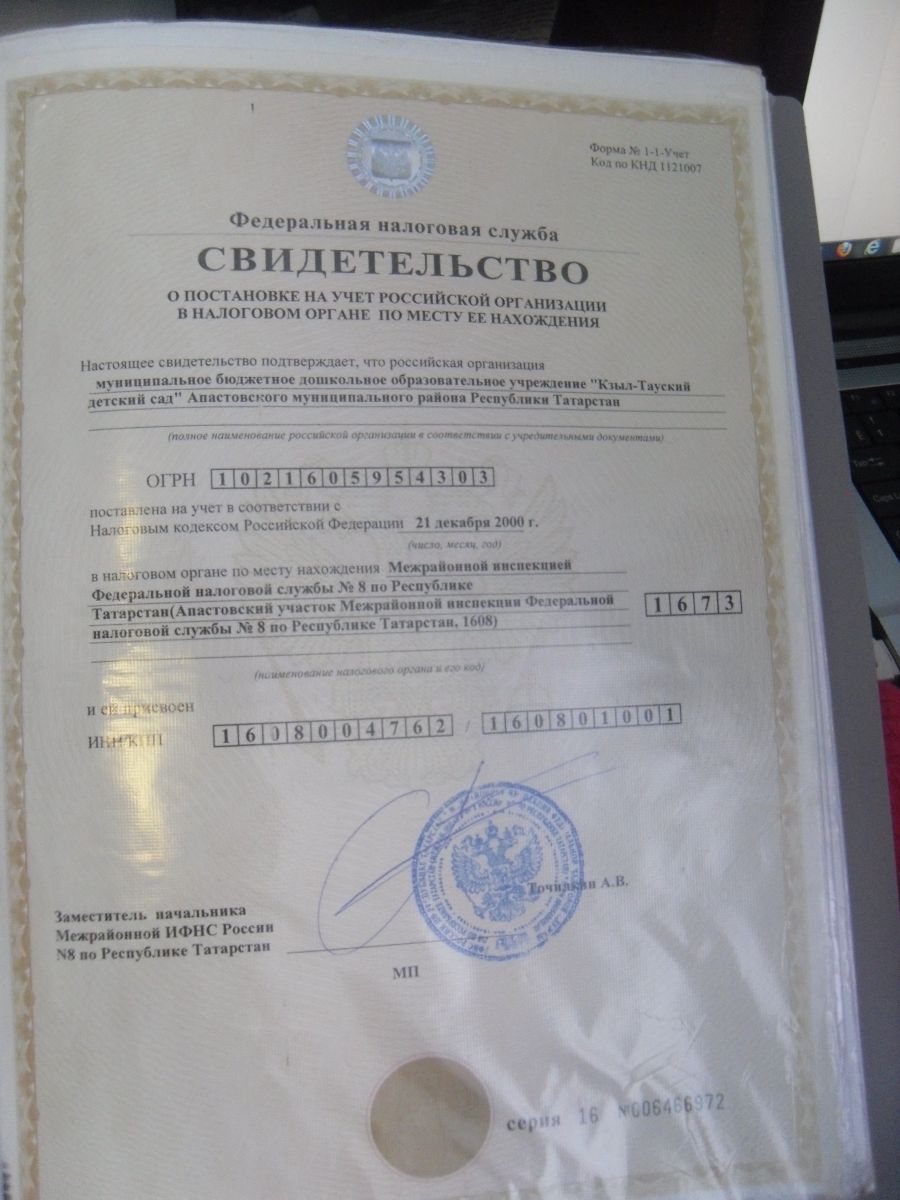 Форма № 1-1-Учет
Код по КНД 1121007
Федеральная налоговая служба
СВИДЕТЕЛЬСТВО
О ПОСТАНОВКЕ НА УЧЕТ РОССИЙСКОЙ ОРГАНИЗАЦИИ
В НАЛОГОВОМ ОРГАНЕ ПО МЕСТУ ЕЕ НАХОЖДЕНИЯ
Настоящее свидетельство подтверждает, что российская организация
муниципальное бюджетное дошкольное образовательное учреждение "Кзыл-Тауский
детский сад" Апастовского муниципального района Республики Татарстан
(полное наименование российской организации в соответствии с учредительными документами)
ОГРН 1021605954303
поставлена на учет в соответствии с
Налоговым кодексом Российской Федерации 21 декабря 2000 г.
(число, месяц, год)
в налоговом органе по месту нахождения Межрайонной инспекцией
Федеральной налоговой службы № 8 по Республике
Татарстан(Апастовский участок Межрайонной инспекции Федеральной
налоговой службы № 8 по Республике Татарстан, 1608)
1673
(наименование налогового органа и его код)
и ей присвоен
ИНН/КПП 1608004762 / 160801001
Заместитель начальника
Межрайонной ИФНС России
N8 по Республике Татарстан
А.В.
МП
серия 16 №006466972